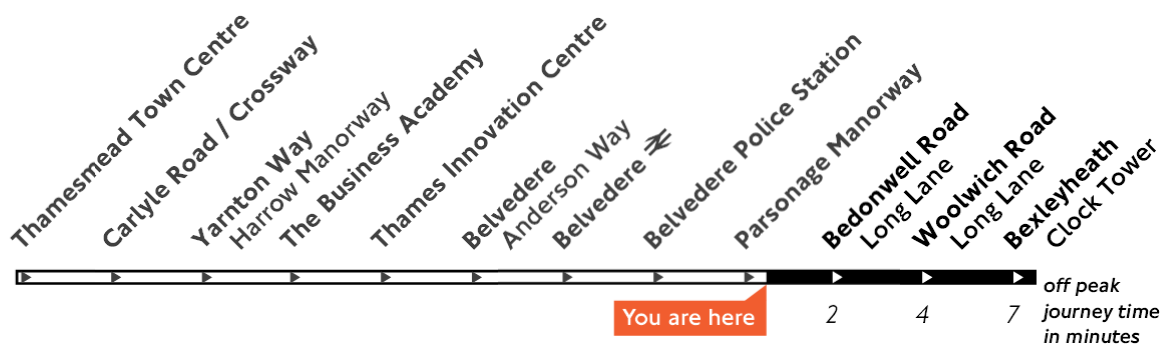 Thamesmead Town Centre
Carlyle Road / Crossway
Yarnton Way
Harrow Manorway
The Business Academy
Thames Innovation Centre
Belvedere
Anderson Way
Belvedere
Belvedere Police Station
Parsonage Manorway
Bedonwell Road
Long Lane
Woolwich Road
Long Lane
Bexleyheath
Clock Tower
You are here
2 4 7
off peak
journey time
in minutes